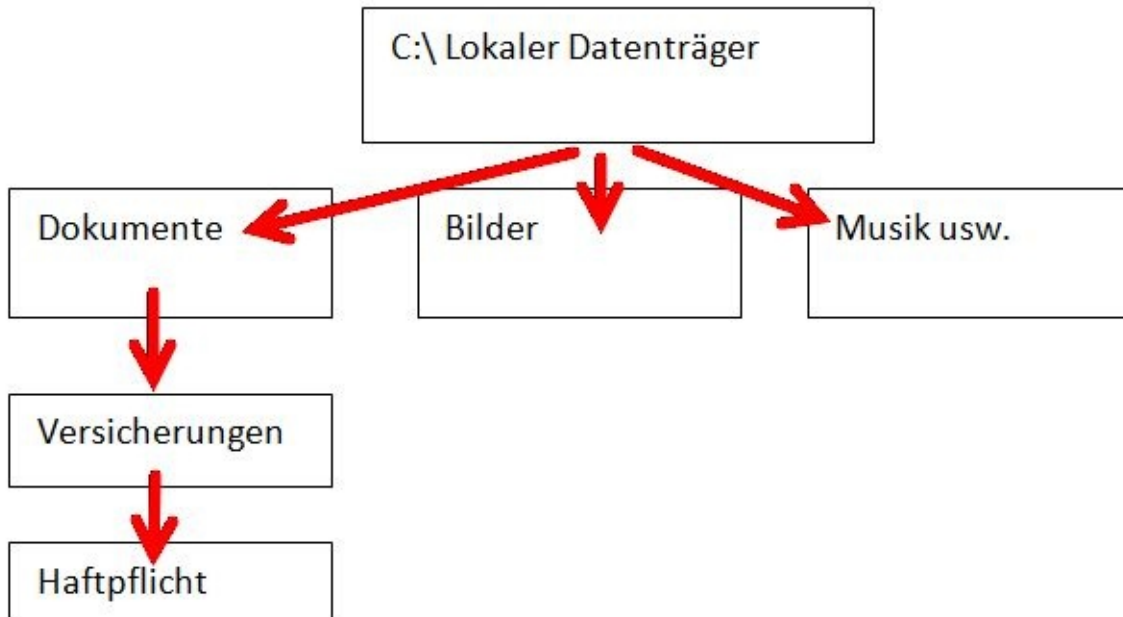 C:\ Lokaler Datenträger
Dokumente
Bilder
Musik usw.
Versicherungen
Haftpflicht